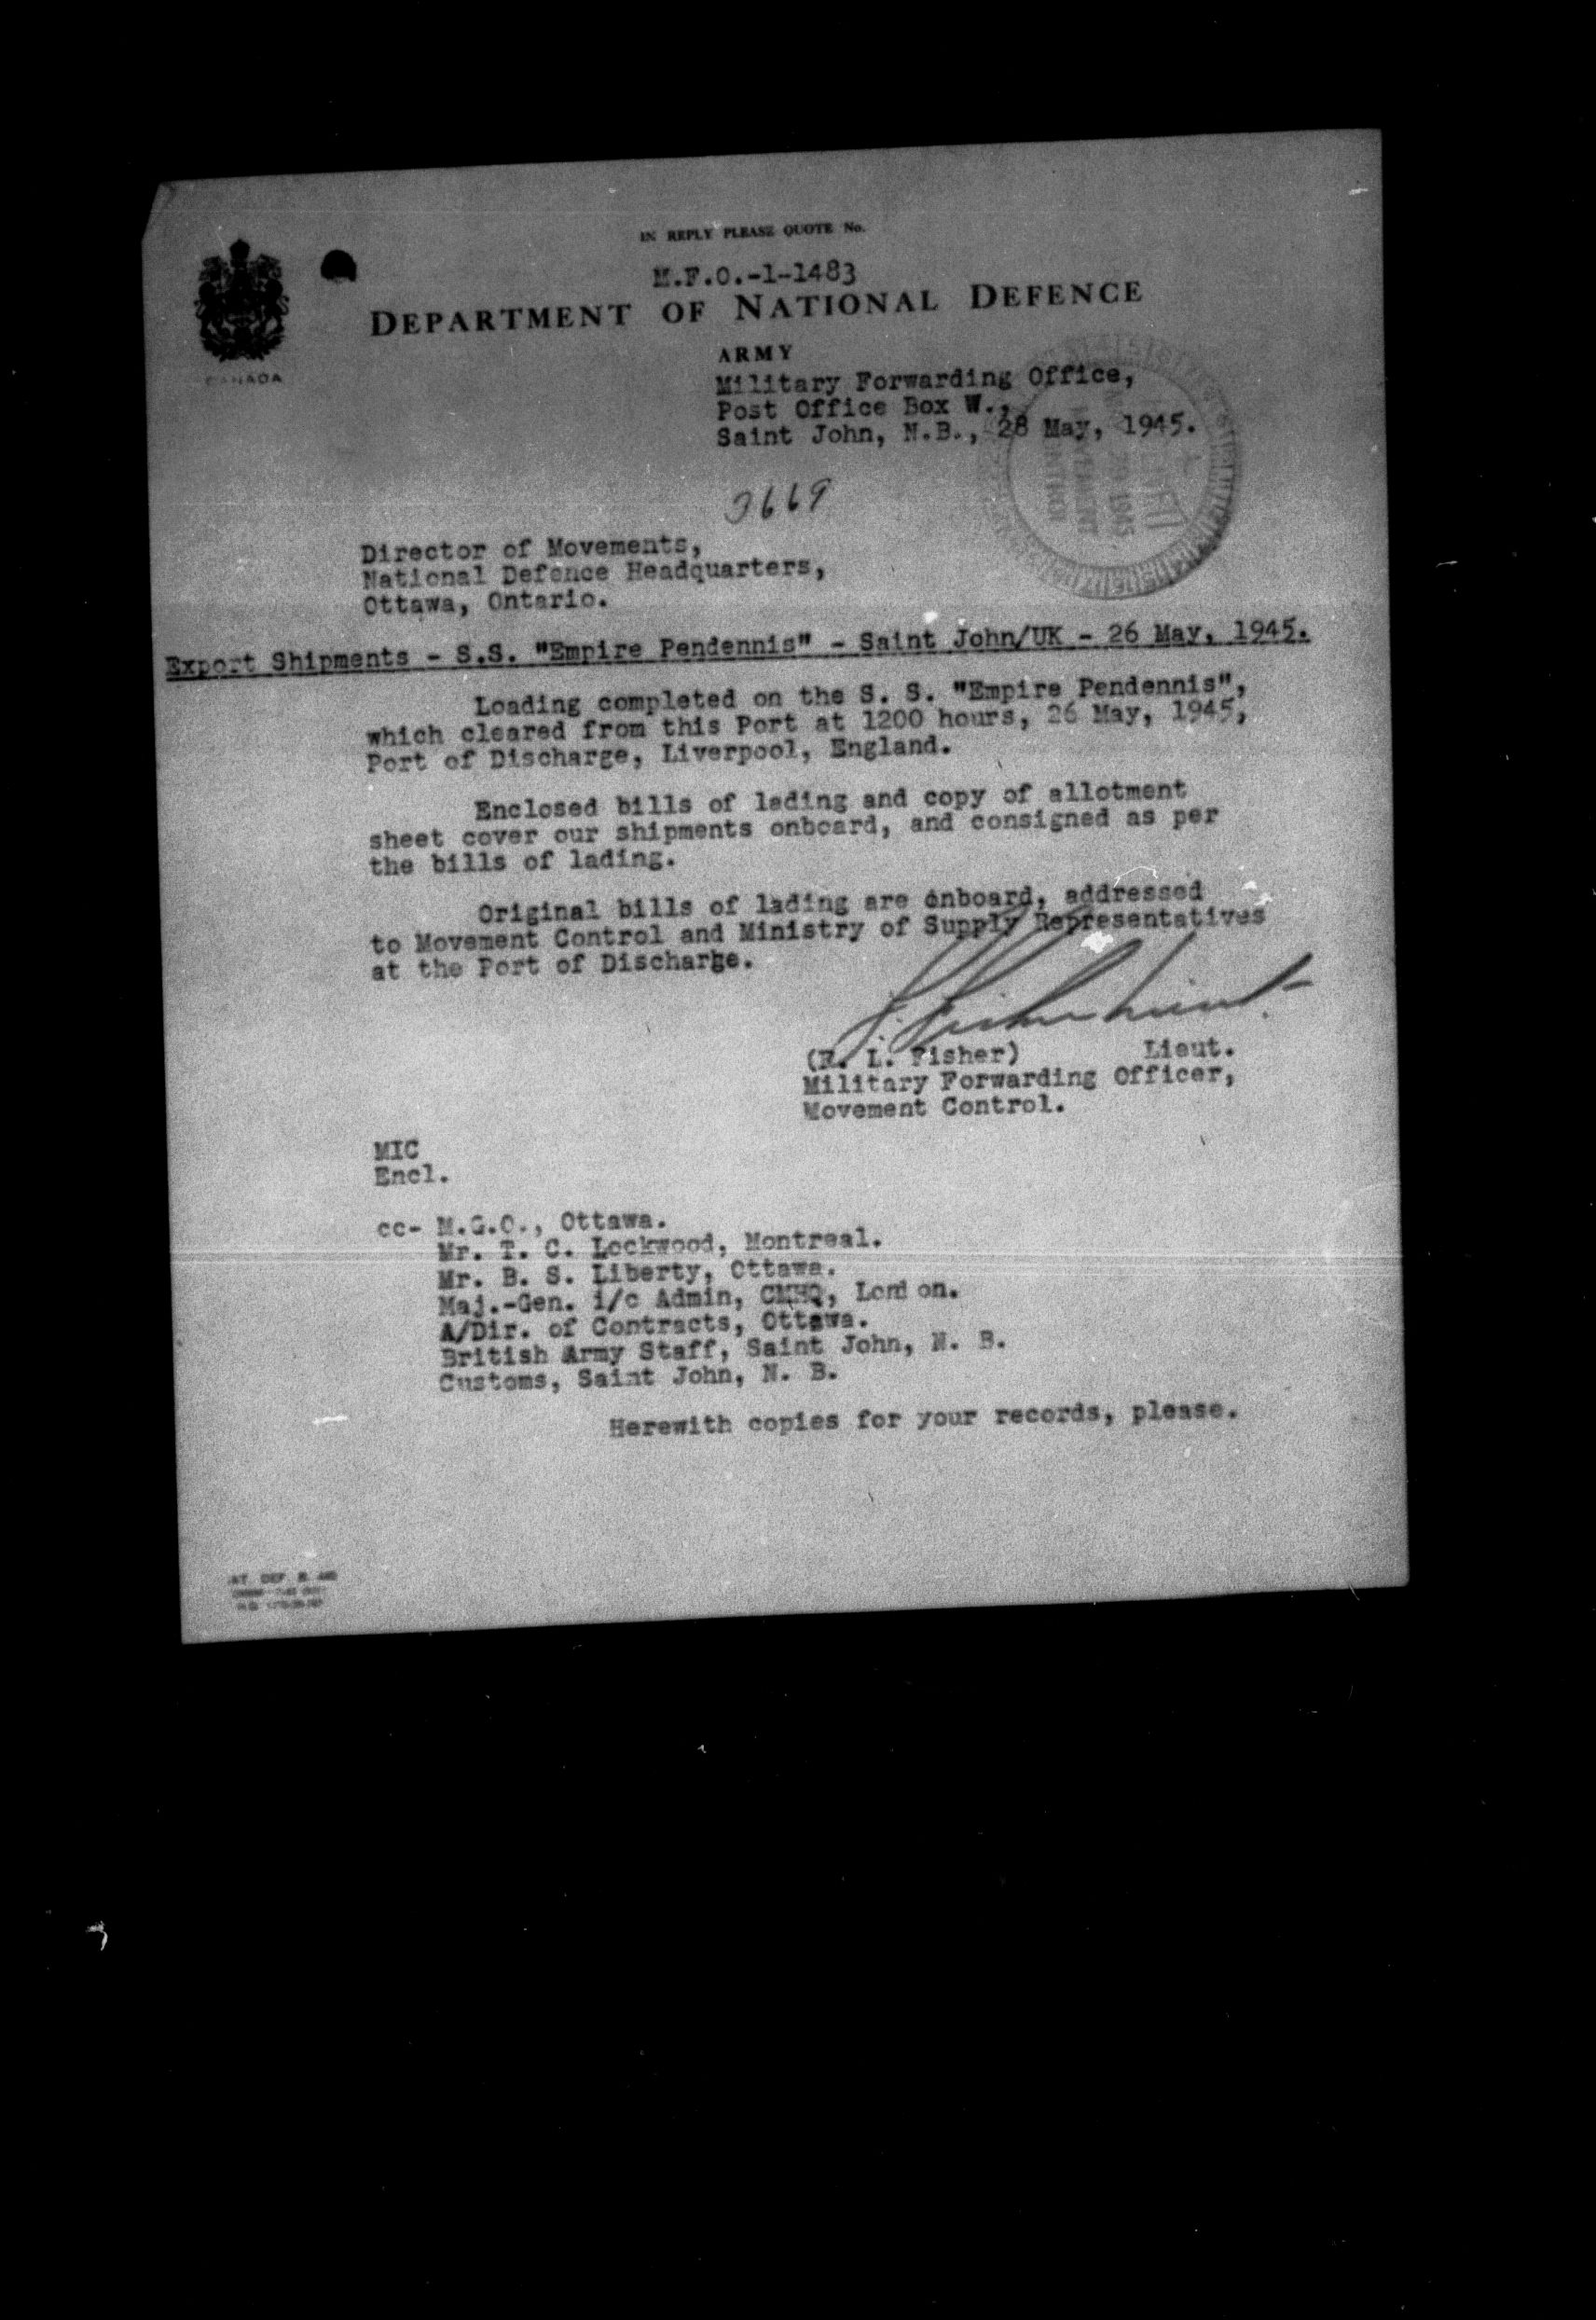 IN REPLY PLEASE QUOTE No.
M.F.O.-1-1483
DEPARTMENT OF NATIONAL DEFENCE
ARMY
CANADA
Military Forwarding Office,
Post Office Box W.,
Saint John, N.B., 28 May, 1945.
3669
Director of Movements,
National Defence Headquarters,
Ottawa, Ontario.
Export Shipments - S.S. "Empire Pendennis" - Saint John/UK - 26 May, 1945.
Loading completed on the S. S. "Empire Pendennis",
which cleared from this Port at 1200 hours, 26 May, 1945,
Port of Discharge, Liverpool, England.
Enclosed bills of lading and copy of allotment
sheet cover our shipments onboard, and consigned as per
the bills of lading.
Original bills of lading are onboard, addressed
to Movement Control and Ministry of Supply Representatives
at the Port of Discharge.
L. Fisher) Lieut.
Military Forwarding Officer,
Movement Control.
MIC
Encl.
cc- M.G.O., Ottawa.
Mr. T. C. Lockwood, Montreal.
Mr. B. S. Liberty, Ottawa.
Maj.-Gen. i/c Admin, CMHQ, London.
A/Dir. of Contracts, Ottawa.
British Army Staff, Saint John, N. B.
Customs, Saint John, N. B.
Herewith copies for your records, please.